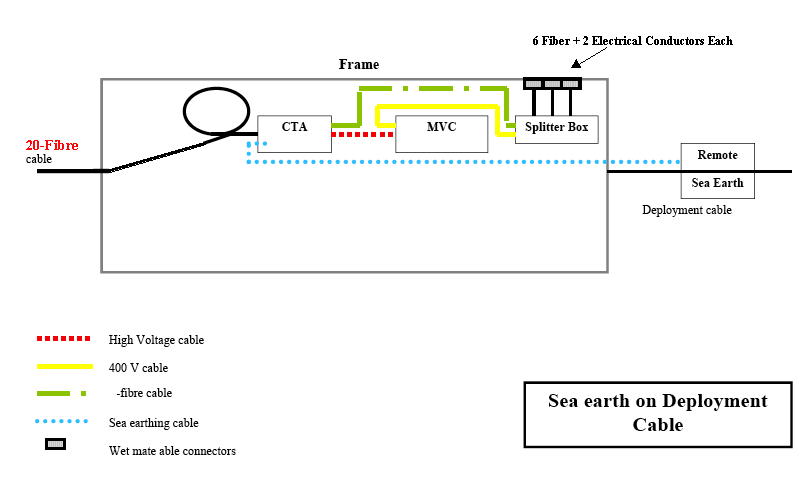 6 Fiber + 2 Electrical Conductors Each
Frame
CTA
MVC
Splitter Box
20-Fibre
cable
Remote
Sea Earth
Deployment cable
High Voltage cable
400 V cable
-fibre cable
Sea earthing cable
Wet mate able connectors
Sea earth on Deployment
Cable